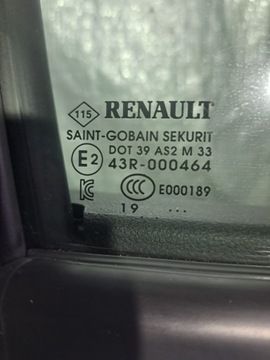 115 RENAULT
SAINT-GOBAIN SEKURIT
DOT 39 AS2 M 33
E2 43R-000464
CCC E000189
19 ...